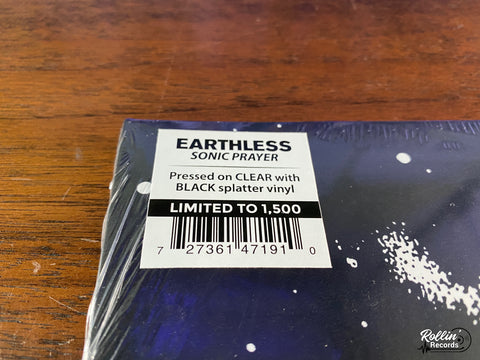 EARTHLESS
SONIC PRAYER
Pressed on CLEAR with
BLACK splatter vinyl
LIMITED TO 1,500
7 27361 47191 0
Rollin'
Records